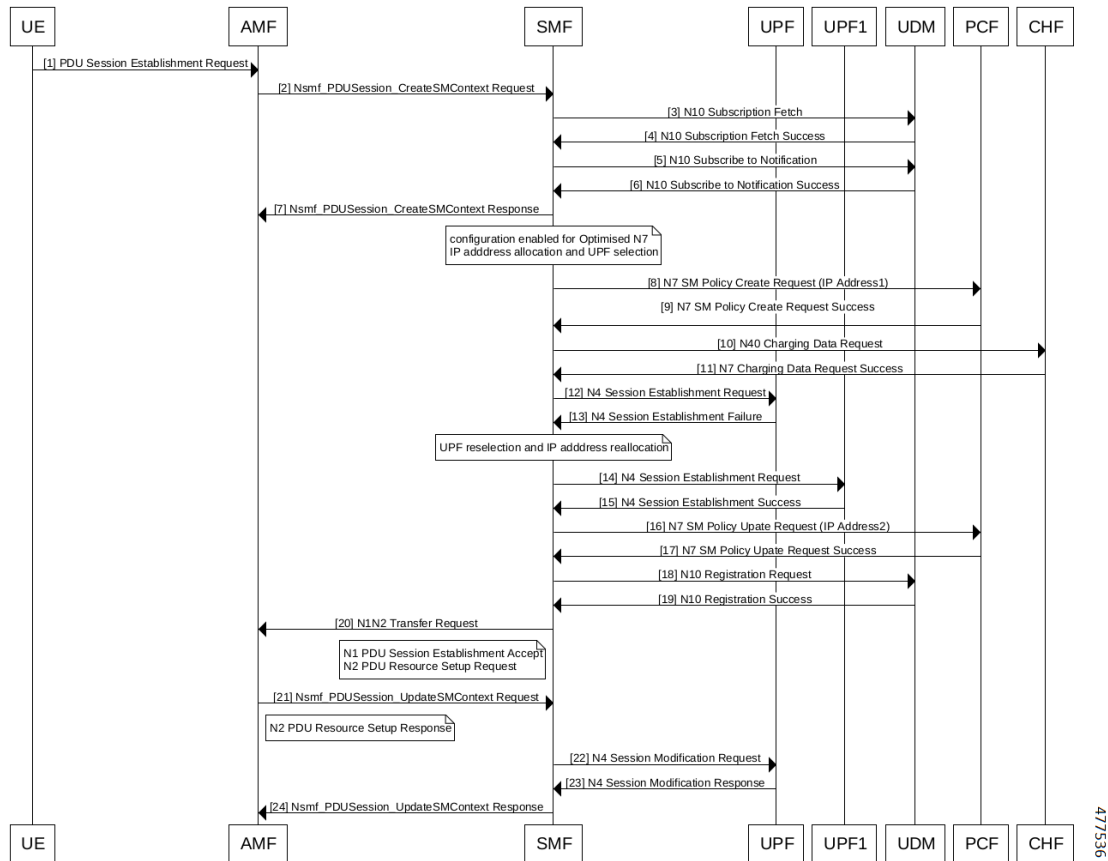 UE
AMF
SMF
UPF
UPF1
UDM
PCF
CHF
[1] PDU Session Establishment Request
[2] Nsmf_PDUSession_CreateSMContext Request
[3] N10 Subscription Fetch
[4] N10 Subscription Fetch Success
[5] N10 Subscribe to Notification
[6] N10 Subscribe to Notification Success
[7] Nsmf_PDUSession_CreateSMContext Response
configuration enabled for Optimised N7
IP adddress allocation and UPF selection
[8] N7 SM Policy Create Request (IP Address1)
[9] N7 SM Policy Create Request Success
[10] N40 Charging Data Request
[11] N7 Charging Data Request Success
[12] N4 Session Establishment Request
[13] N4 Session Establishment Failure
UPF reselection and IP adddress reallocation
[14] N4 Session Establishment Request
[15] N4 Session Establishment Success
[16] N7 SM Policy Upate Request (IP Address2)
[17] N7 SM Policy Upate Request Success
[18] N10 Registration Request
[19] N10 Registration Success
[20] N1N2 Transfer Request
N1 PDU Session Establishment Accept
N2 PDU Resource Setup Request
[21] Nsmf_PDUSession_UpdateSMContext Request
N2 PDU Resource Setup Response
[22] N4 Session Modification Request
[23] N4 Session Modification Response
[24] Nsmf_PDUSession_UpdateSMContext Response
UE
AMF
SMF
UPF
UPF1
UDM
PCF
CHF
477536